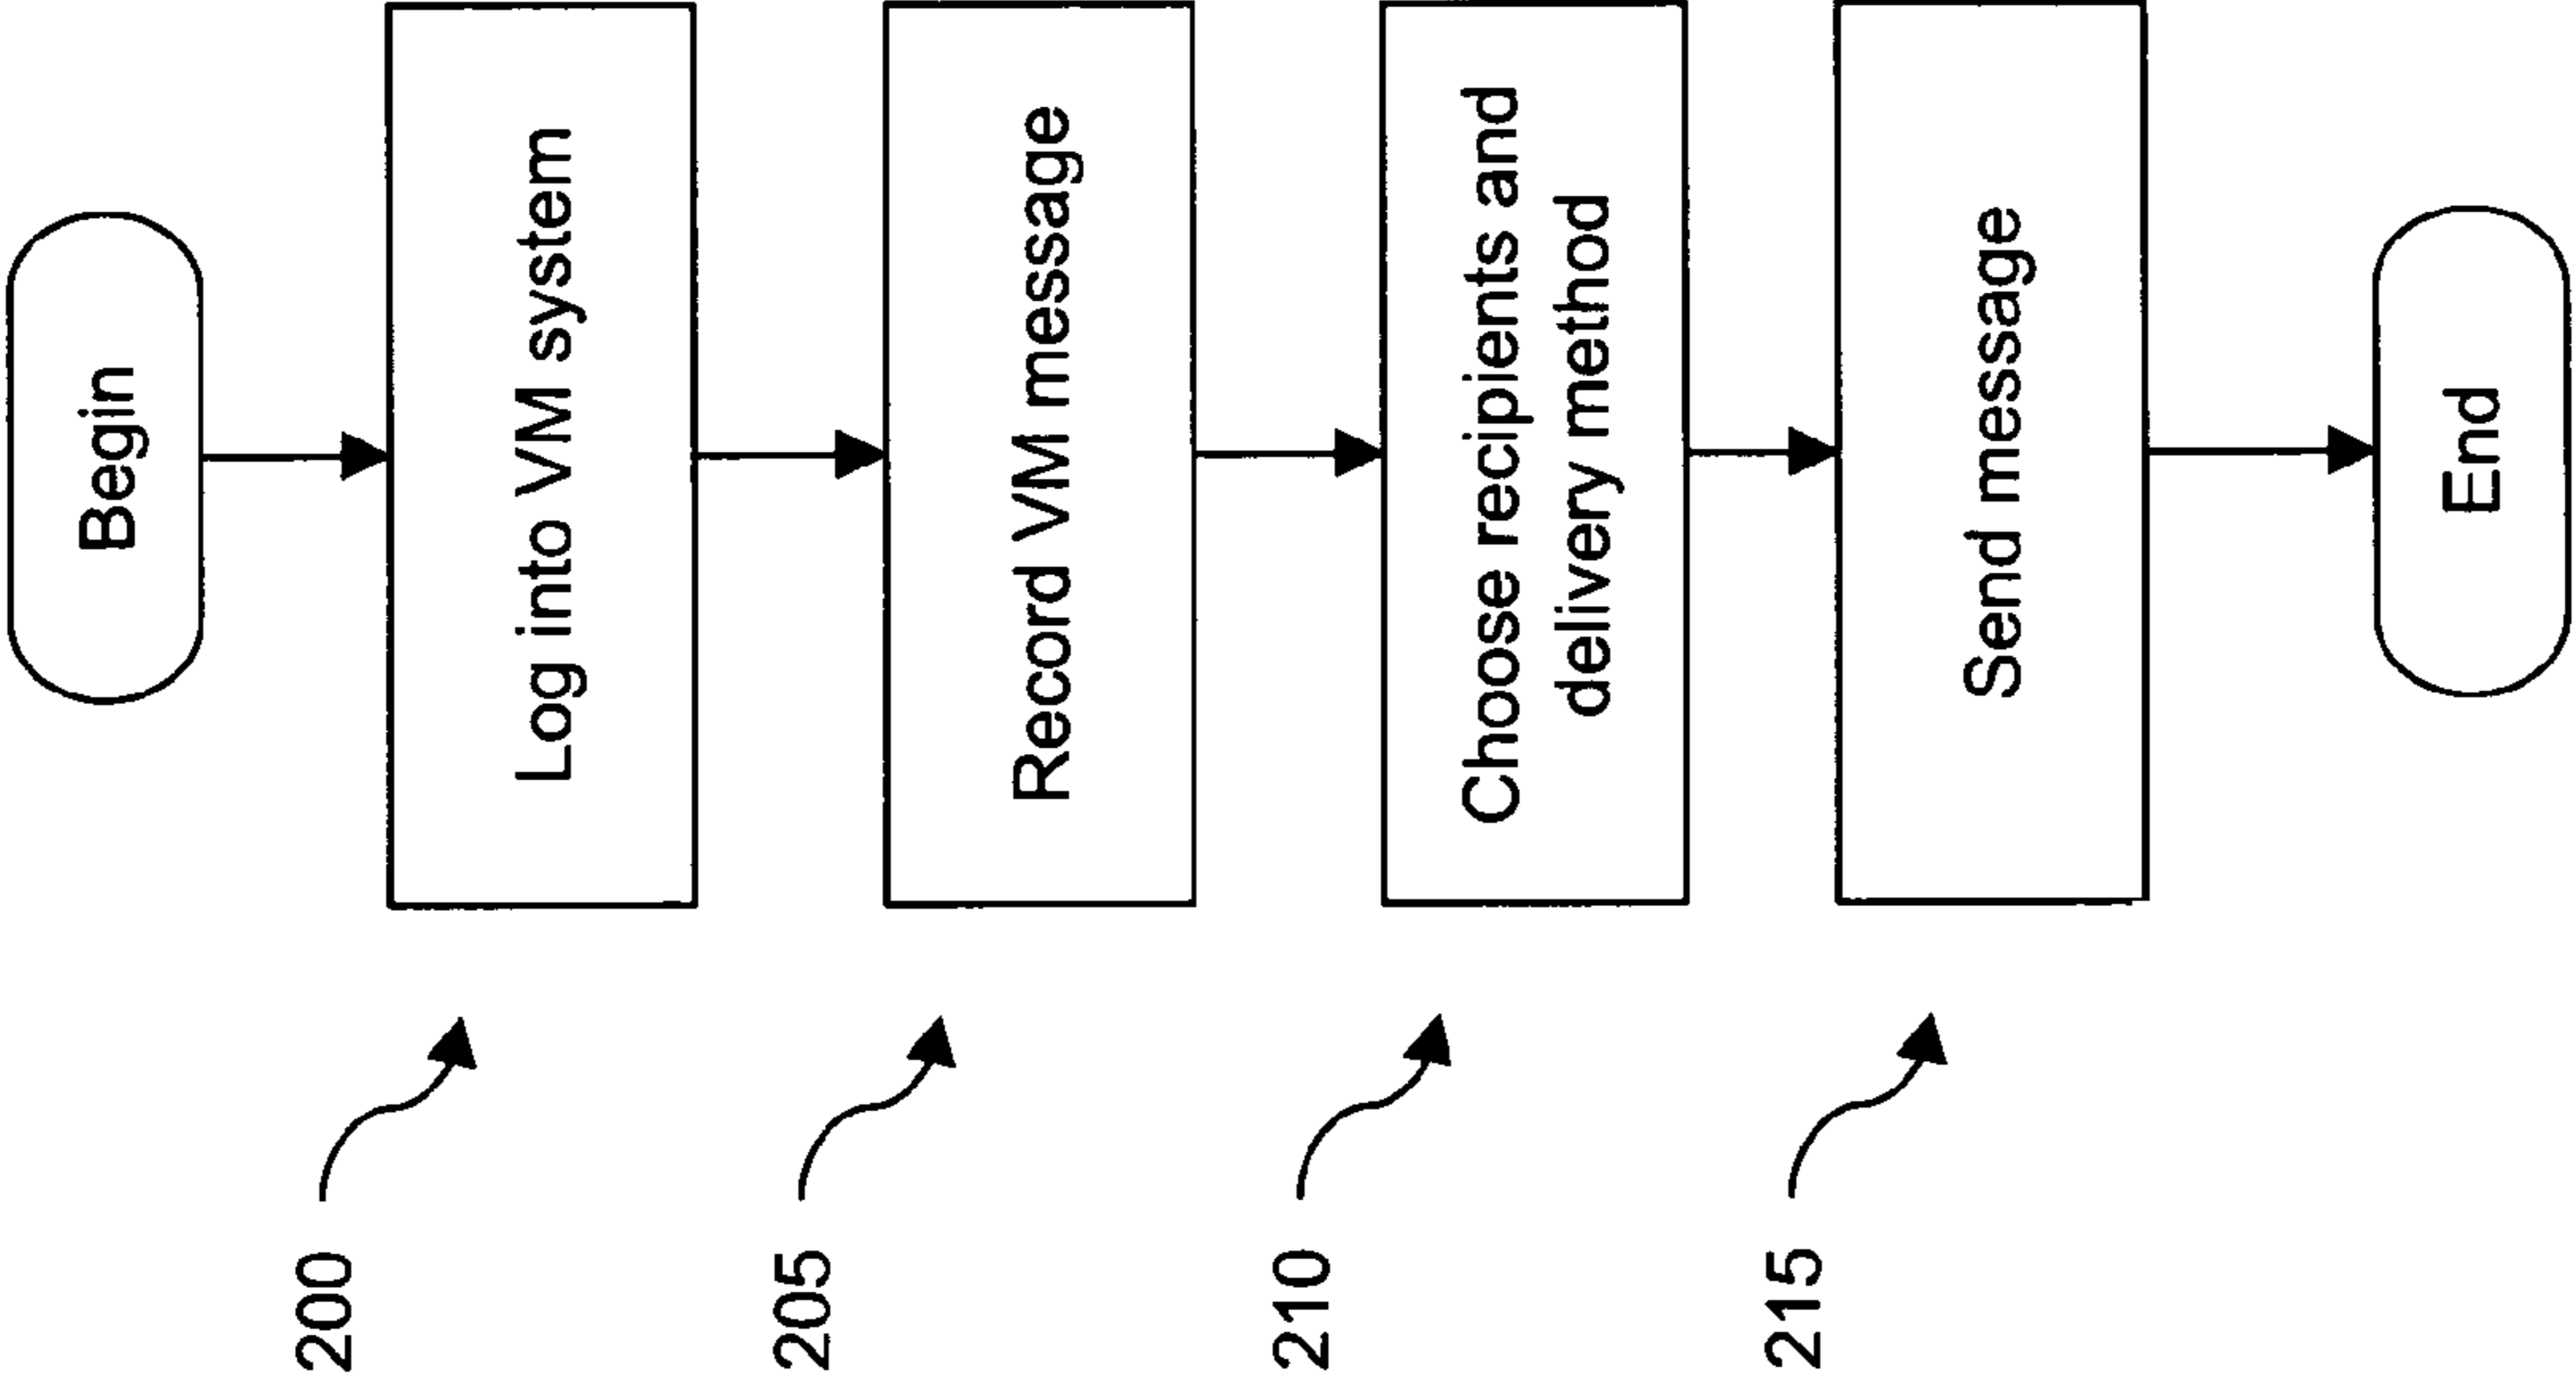 Begin
200
Log into VM system
205
Record VM message
210
Choose recipients and
delivery method
215
Send message
End